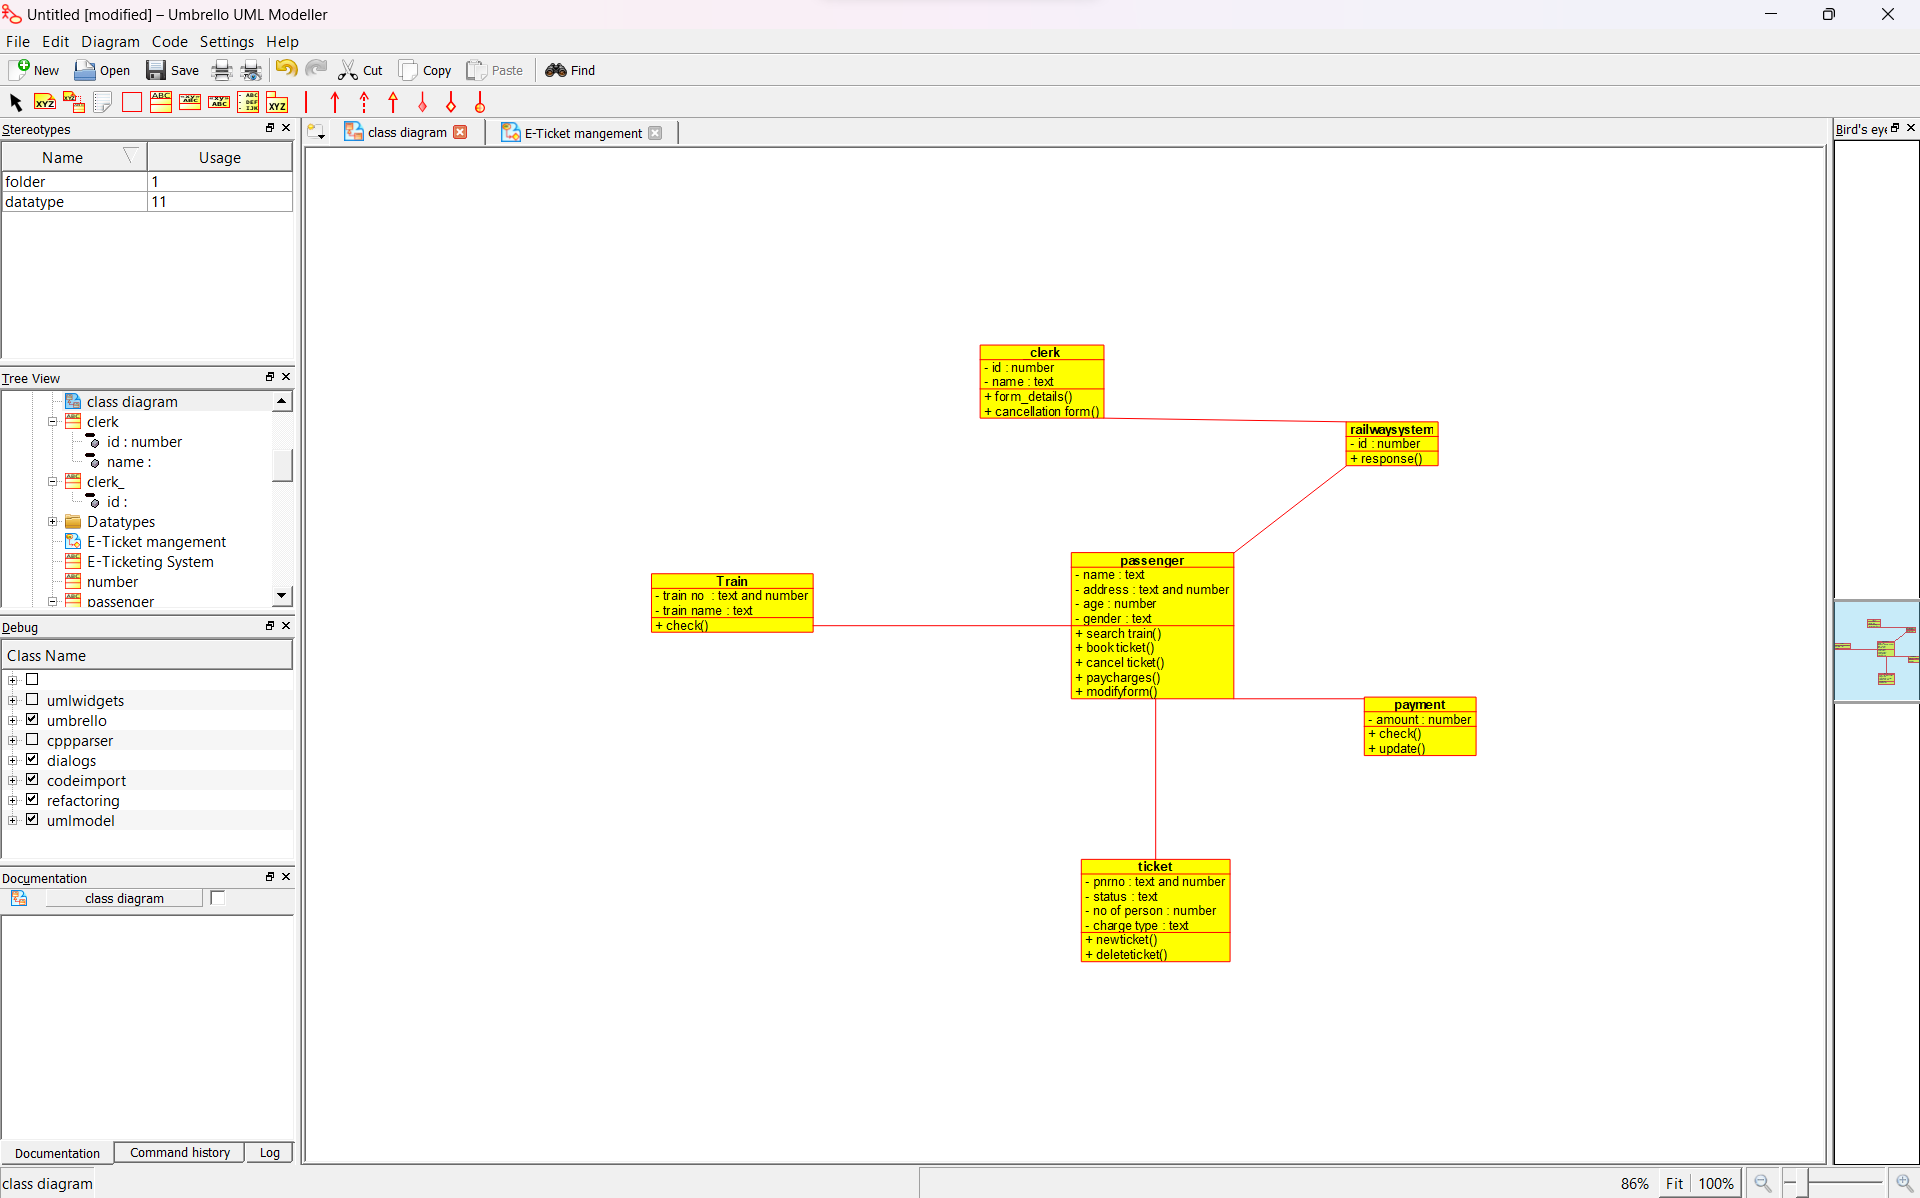 Untitled [modified] – Umbrello UML Modeller
File Edit Diagram Code Settings Help
New Open Save Cut Copy Paste Find
Stereotypes
Name Usage
folder 1
datatype 11
Tree View
class diagram
clerk
id : number
name :
clerk_
id :
Datatypes
E-Ticket mangement
E-Ticketing System
number
passenger
Debug
Class Name
umlwidgets
umbrello
cppparser
dialogs
codeimport
refactoring
umlmodel
Documentation
class diagram
Documentation Command history Log
class diagram
class diagram E-Ticket mangement
clerk
- id : number
- name : text
+ form_details()
+ cancellation form()
railwaysystem
- id : number
+ response()
passenger
- name : text
- address : text and number
- age : number
- gender : text
+ search train()
+ book ticket()
+ cancel ticket()
+ paycharges()
+ modifyform()
Train
- train no : text and number
- train name : text
+ check()
payment
- amount : number
+ check()
+ update()
ticket
- pnrno : text and number
- status : text
- no of person : number
- charge type : text
+ newticket()
+ deleteticket()
Bird's eye
86% Fit 100%